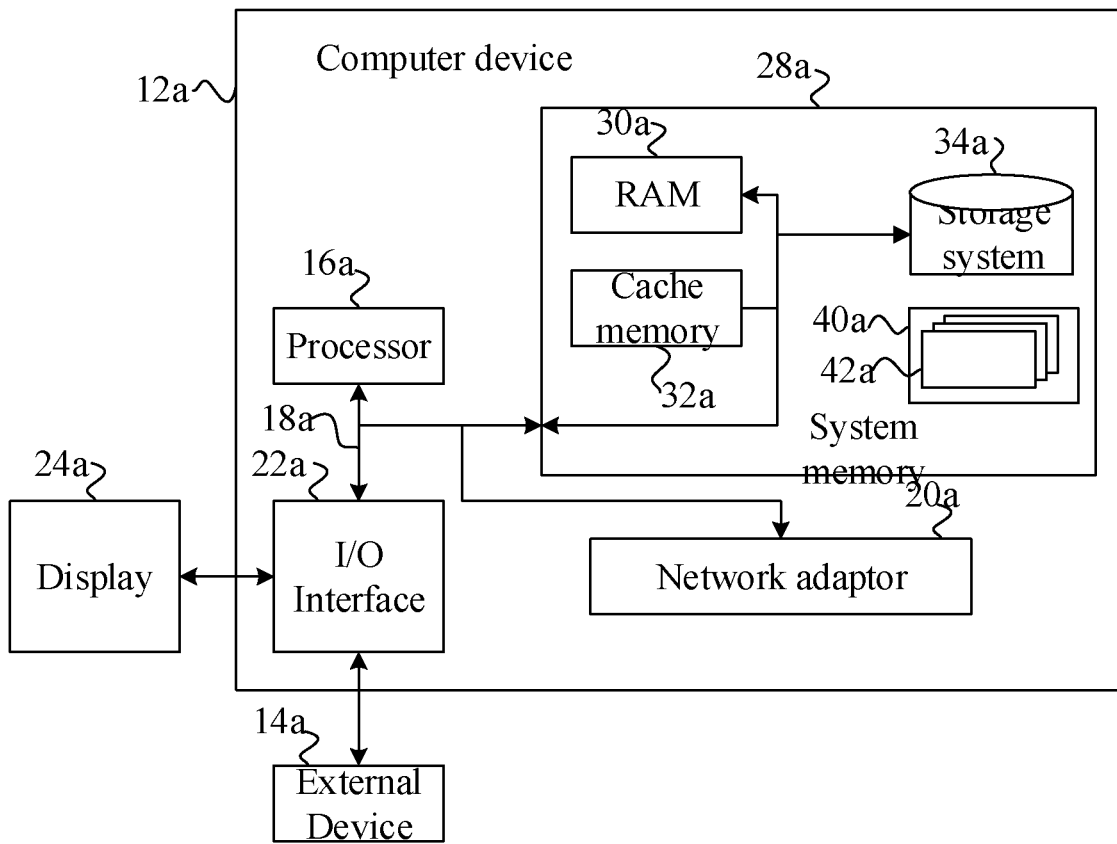 Computer device
12a
28a
30a
RAM
34a
Storage
system
16a
Processor
Cache
memory
32a
40a
42a
18a
System
memory
24a
22a
20a
Display
I/O
Interface
Network adaptor
14a
External
Device